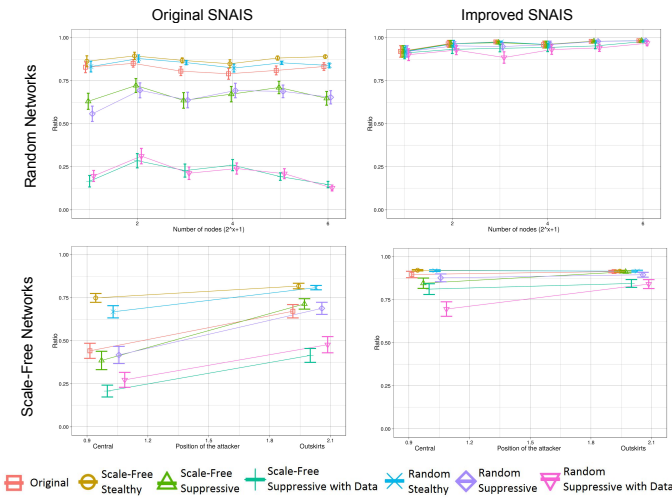 Original SNAIS
Improved SNAIS
Random Networks
Ratio
1.00
0.75
0.50
0.25
0.00
2
4
6
Number of nodes (2^x+1)
Ratio
1.00
0.75
0.50
0.25
0.00
2
4
6
Number of nodes (2^x+1)
Scale-Free Networks
Ratio
1.00
0.75
0.50
0.25
0.00
0.9
1.2
1.5
1.8
2.1
Central
Position of the attacker
Outskirts
Ratio
1.00
0.75
0.50
0.25
0.00
0.9
1.2
1.5
1.8
2.1
Central
Position of the attacker
Outskirts
Original
Scale-Free
Stealthy
Scale-Free
Suppressive
Scale-Free
Suppressive with Data
Random
Stealthy
Random
Suppressive
Random
Suppressive with Data